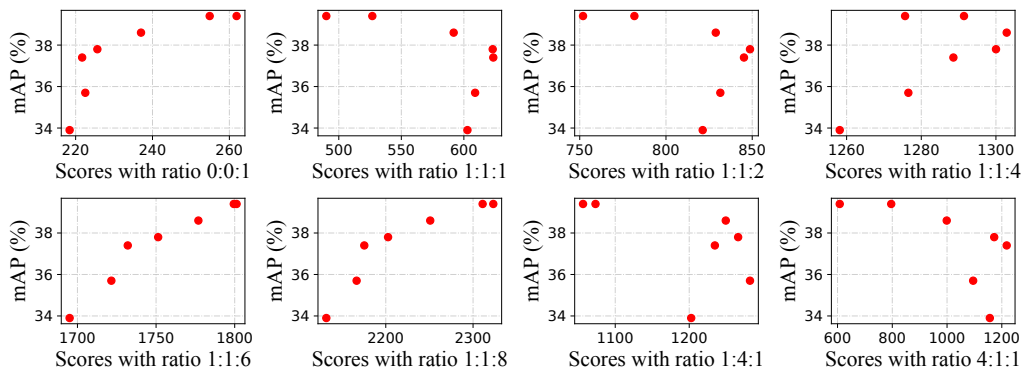 mAP (%)
38
36
34
220
240
260
Scores with ratio 0:0:1
mAP (%)
38
36
34
500
550
600
Scores with ratio 1:1:1
mAP (%)
38
36
34
750
800
850
Scores with ratio 1:1:2
mAP (%)
38
36
34
1260
1280
1300
Scores with ratio 1:1:4
mAP (%)
38
36
34
1700
1750
1800
Scores with ratio 1:1:6
mAP (%)
38
36
34
2200
2300
Scores with ratio 1:1:8
mAP (%)
38
36
34
1100
1200
Scores with ratio 1:4:1
mAP (%)
38
36
34
600
800
1000
1200
Scores with ratio 4:1:1